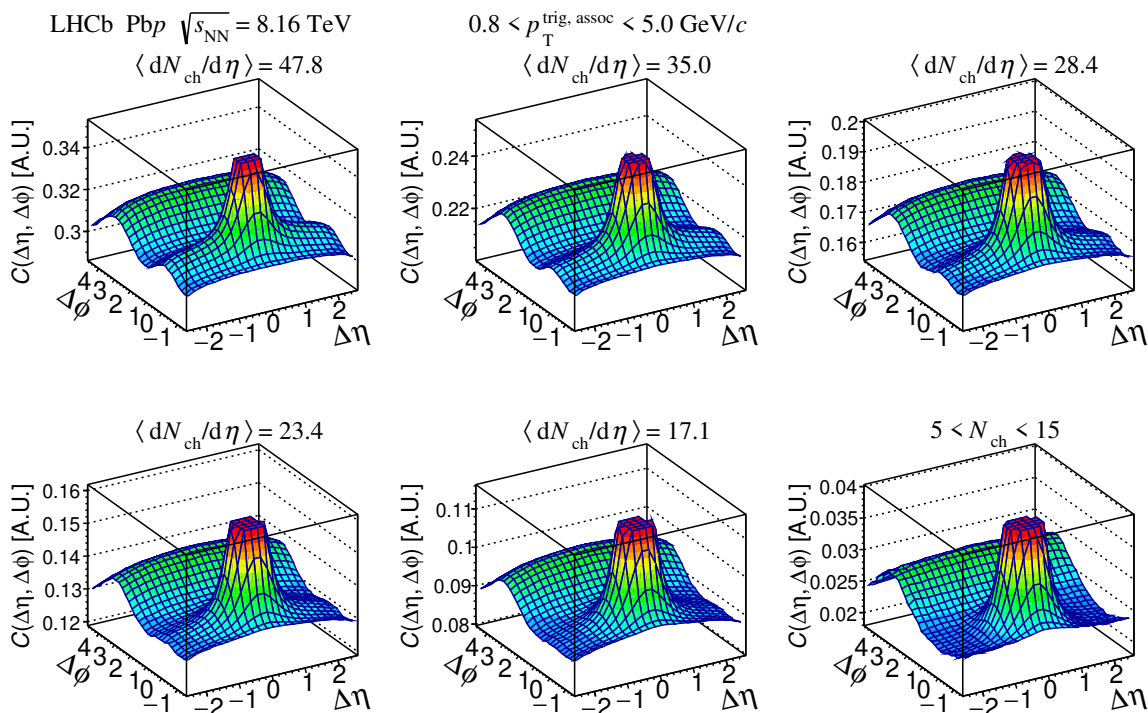 LHCb Pbp √s_NN = 8.16 TeV
0.8 < p_T^trig, assoc < 5.0 GeV/c
⟨ dN_ch/dη ⟩ = 47.8
⟨ dN_ch/dη ⟩ = 35.0
⟨ dN_ch/dη ⟩ = 28.4
C(Δη, Δϕ) [A.U.]
0.34
0.32
0.3
Δϕ
4 3 2 1 0 −1
−2 −1 0 1 2
Δη
C(Δη, Δϕ) [A.U.]
0.24
0.22
Δϕ
4 3 2 1 0 −1
−2 −1 0 1 2
Δη
C(Δη, Δϕ) [A.U.]
0.2
0.19
0.18
0.17
0.16
Δϕ
4 3 2 1 0 −1
−2 −1 0 1 2
Δη
⟨ dN_ch/dη ⟩ = 23.4
⟨ dN_ch/dη ⟩ = 17.1
5 < N_ch < 15
C(Δη, Δϕ) [A.U.]
0.16
0.15
0.14
0.13
0.12
Δϕ
4 3 2 1 0 −1
−2 −1 0 1 2
Δη
C(Δη, Δϕ) [A.U.]
0.11
0.1
0.09
0.08
Δϕ
4 3 2 1 0 −1
−2 −1 0 1 2
Δη
C(Δη, Δϕ) [A.U.]
0.04
0.03
0.025
0.02
Δϕ
4 3 2 1 0 −1
−2 −1 0 1 2
Δη